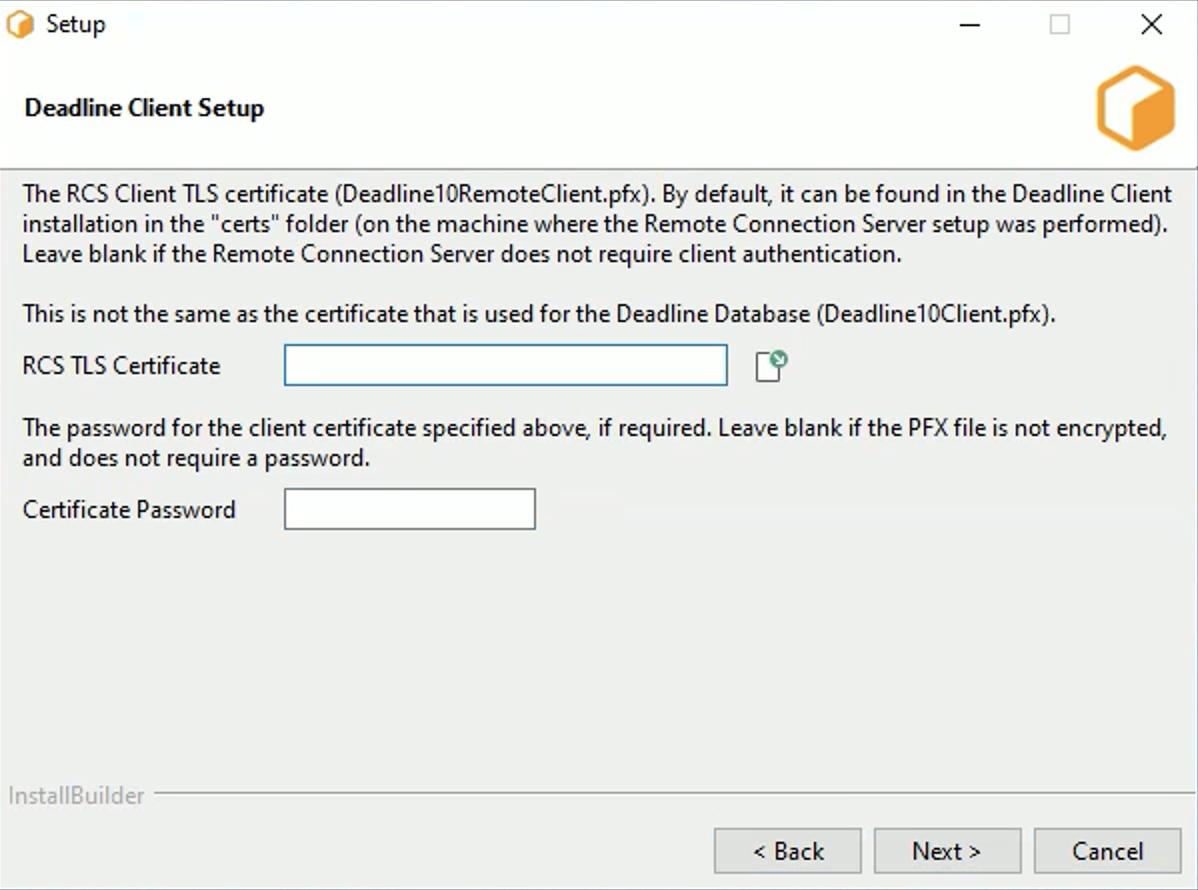 Setup
Deadline Client Setup
The RCS Client TLS certificate (Deadline10RemoteClient.pfx). By default, it can be found in the Deadline Client
installation in the "certs" folder (on the machine where the Remote Connection Server setup was performed).
Leave blank if the Remote Connection Server does not require client authentication.
This is not the same as the certificate that is used for the Deadline Database (Deadline10Client.pfx).
RCS TLS Certificate
The password for the client certificate specified above, if required. Leave blank if the PFX file is not encrypted,
and does not require a password.
Certificate Password
InstallBuilder
< Back Next > Cancel